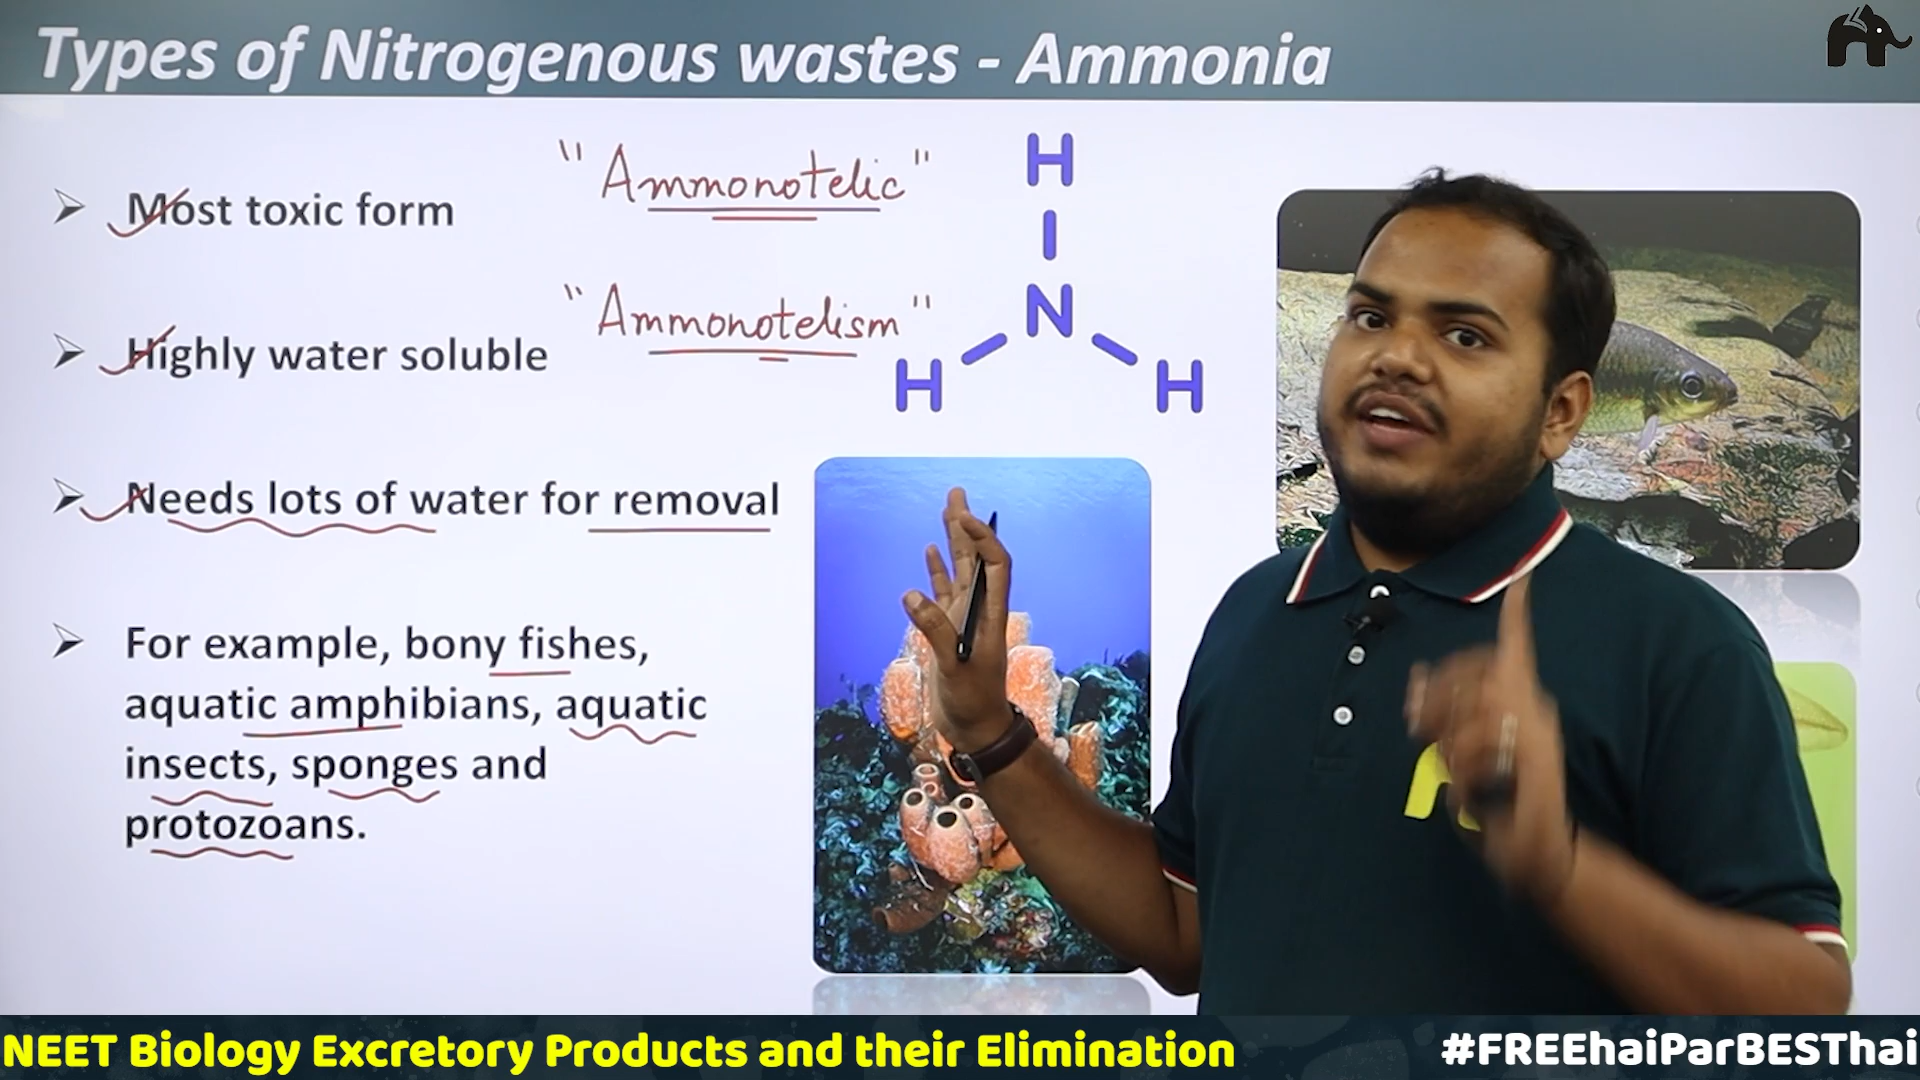 Types of Nitrogenous wastes - Ammonia
Most toxic form
"Ammonotelic"
Highly water soluble
"Ammonotelism"
Needs lots of water for removal
For example, bony fishes,
aquatic amphibians, aquatic
insects, sponges and
protozoans.
H
N
H
H
NEET Biology Excretory Products and their Elimination
#FREEhaiParBESThai